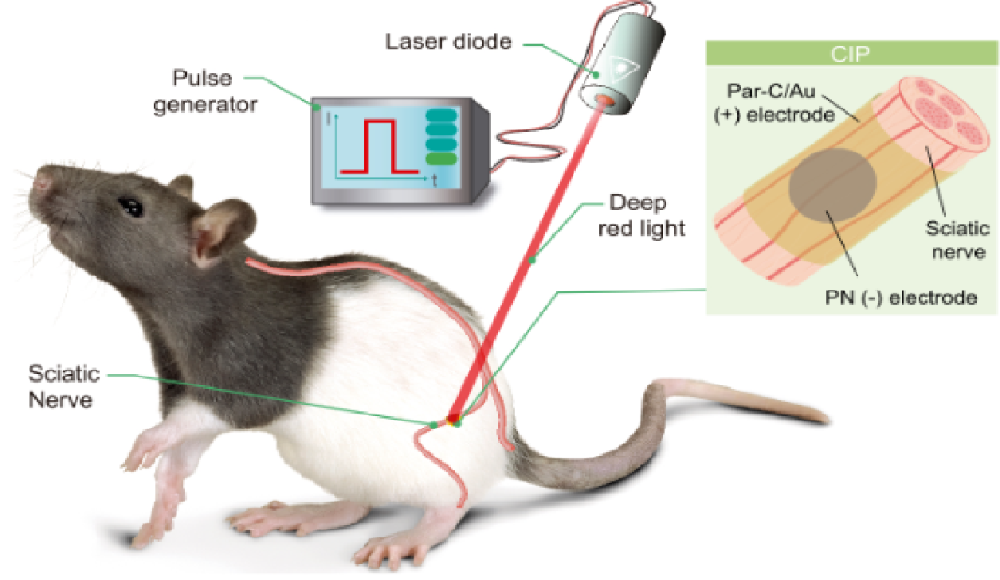 Laser diode
Pulse
generator
I
t
Deep
red light
Sciatic
Nerve
CIP
Par-C/Au
(+) electrode
Sciatic
nerve
PN (-) electrode